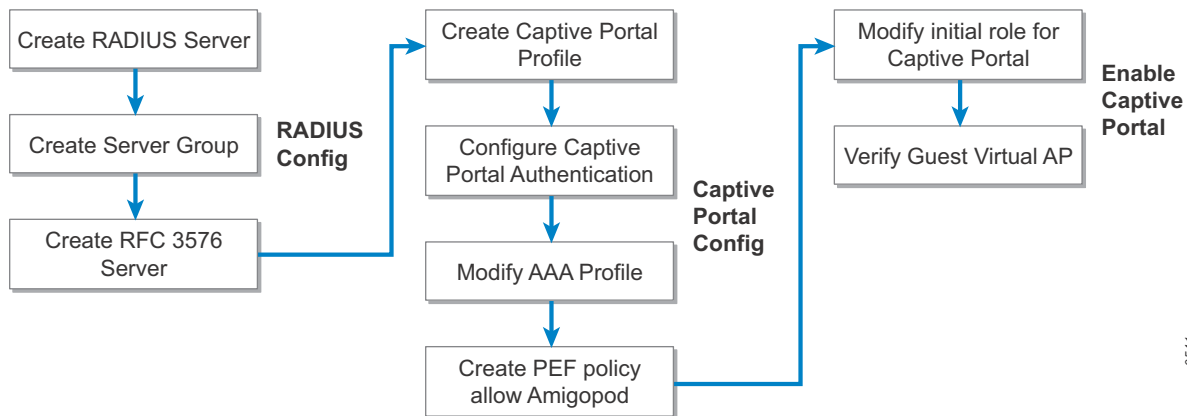 Create RADIUS Server
Create Server Group
Create RFC 3576
Server
RADIUS
Config
Create Captive Portal
Profile
Configure Captive
Portal Authentication
Modify AAA Profile
Create PEF policy
allow Amigopod
Captive
Portal
Config
Modify initial role for
Captive Portal
Verify Guest Virtual AP
Enable
Captive
Portal